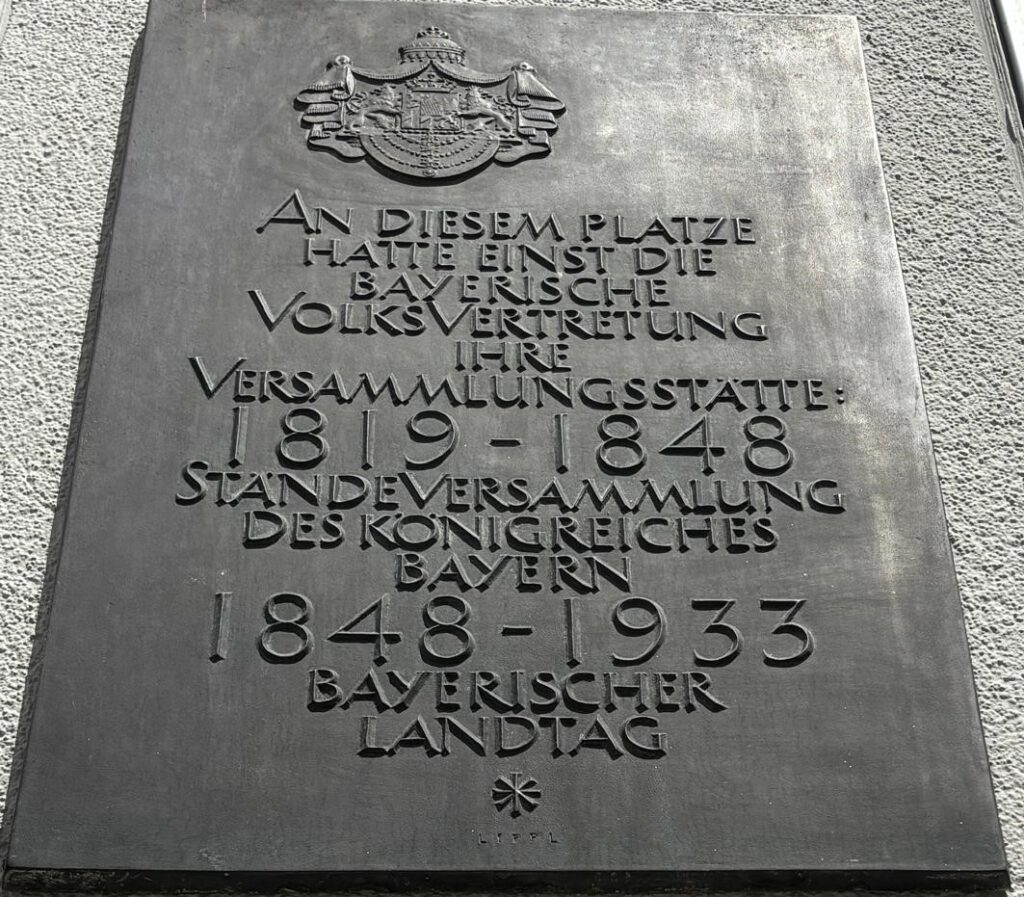 AN DIESEM PLATZE
HATTE EINST DIE
BAYERISCHE
VOLKSVERTRETUNG
IHRE
VERSAMMLUNGSSTÄTTE:
1819 - 1848
STÄNDEVERSAMMLUNG
DES KÖNIGREICHES
BAYERN
1848 - 1933
BAYERISCHER
LANDTAG
LIPPL